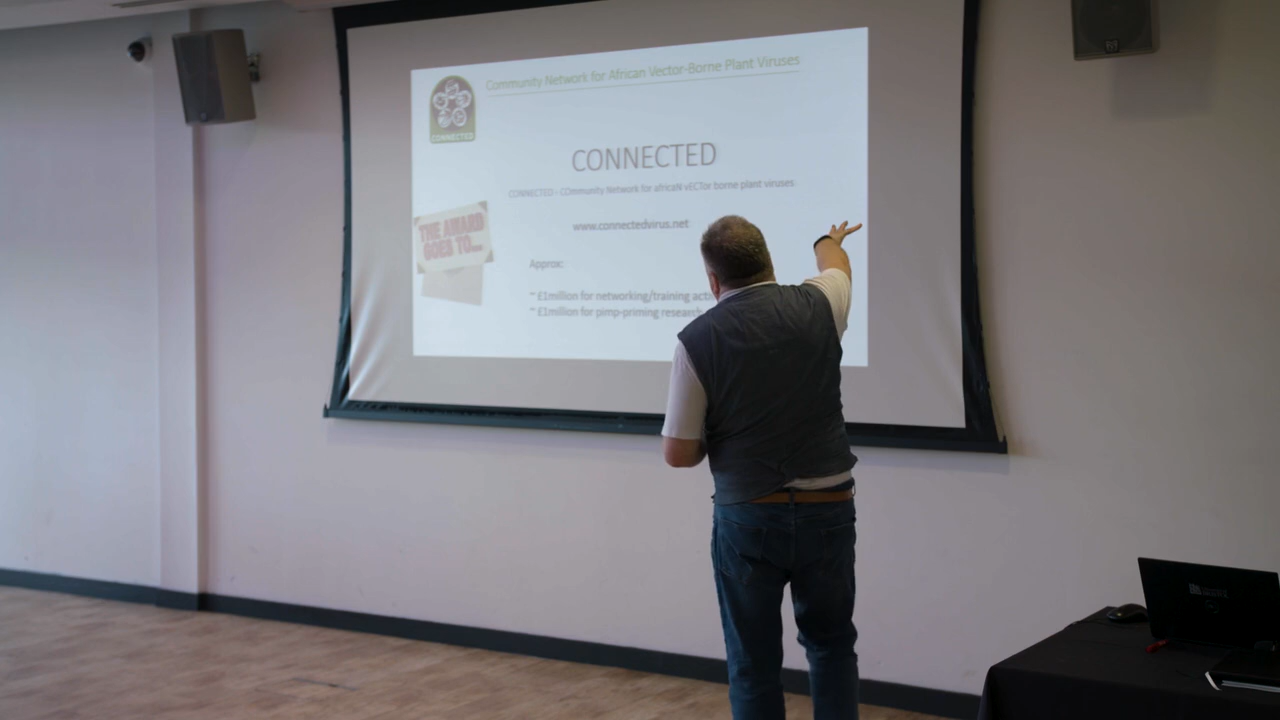 Community Network for African Vector-Borne Plant Viruses
CONNECTED
CONNECTED
CONNECTED - COmmunity Network for africaN vECTor borne plant viruses
www.connectedvirus.net
THE AWARD
GOES TO...
Approx:
~ £1million for networking/training acti
~ £1million for pimp-priming research